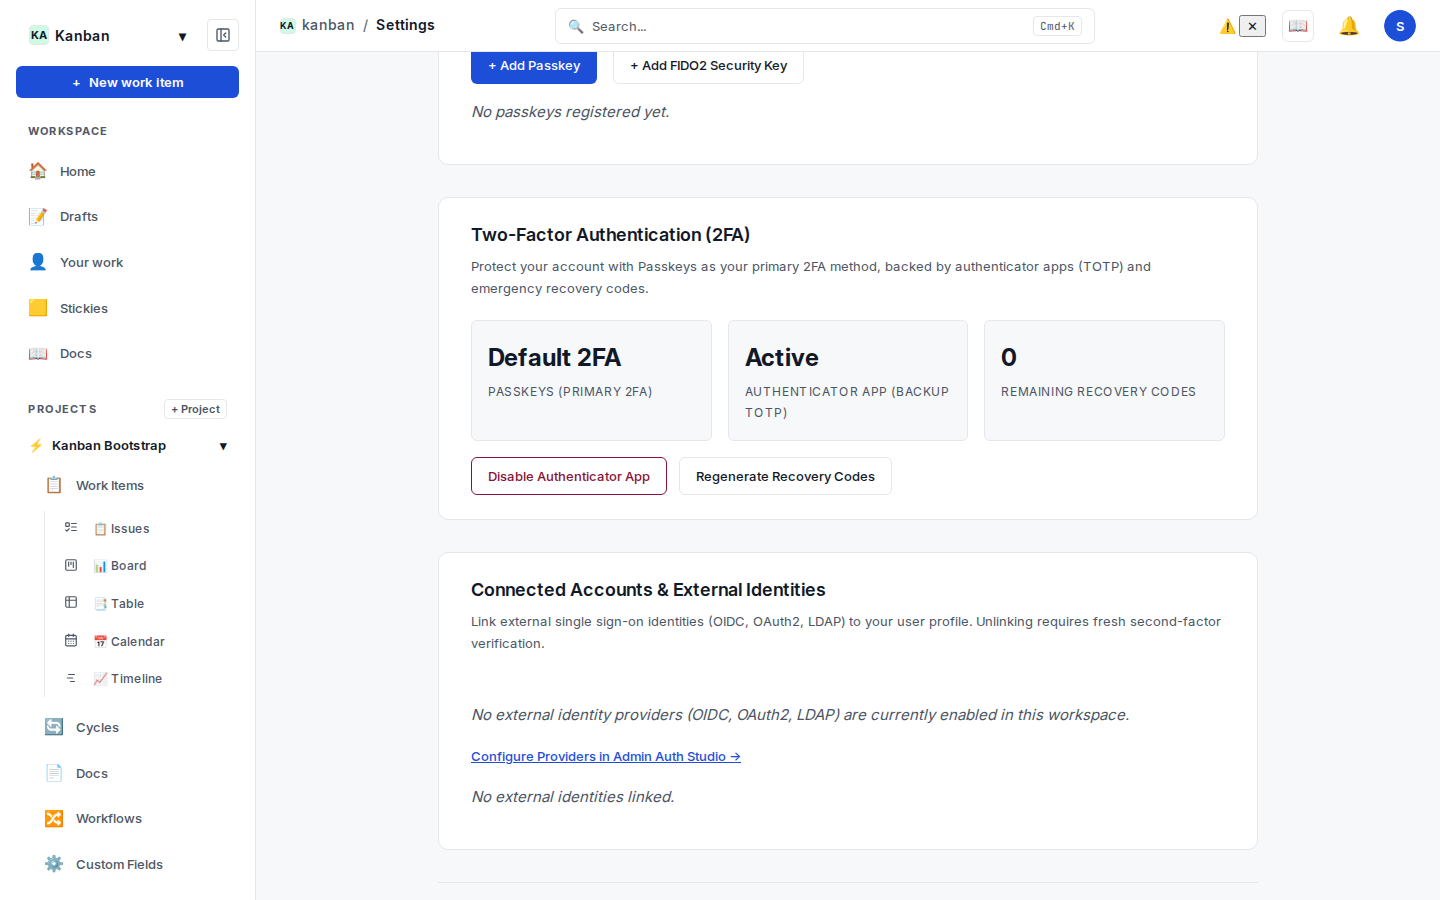 KA Kanban ▼
+ New work item
WORKSPACE
Home
Drafts
Your work
Stickies
Docs
PROJECTS
+ Project
Kanban Bootstrap ▼
Work Items
Issues
Board
Table
Calendar
Timeline
Cycles
Docs
Workflows
Custom Fields
KA kanban / Settings
Search...
Cmd+K
✕
S
+ Add Passkey
+ Add FIDO2 Security Key
No passkeys registered yet.
Two-Factor Authentication (2FA)
Protect your account with Passkeys as your primary 2FA method, backed by authenticator apps (TOTP) and
emergency recovery codes.
Default 2FA
PASSKEYS (PRIMARY 2FA)
Active
AUTHENTICATOR APP (BACKUP
TOTP)
0
REMAINING RECOVERY CODES
Disable Authenticator App
Regenerate Recovery Codes
Connected Accounts & External Identities
Link external single sign-on identities (OIDC, OAuth2, LDAP) to your user profile. Unlinking requires fresh second-factor
verification.
No external identity providers (OIDC, OAuth2, LDAP) are currently enabled in this workspace.
Configure Providers in Admin Auth Studio →
No external identities linked.